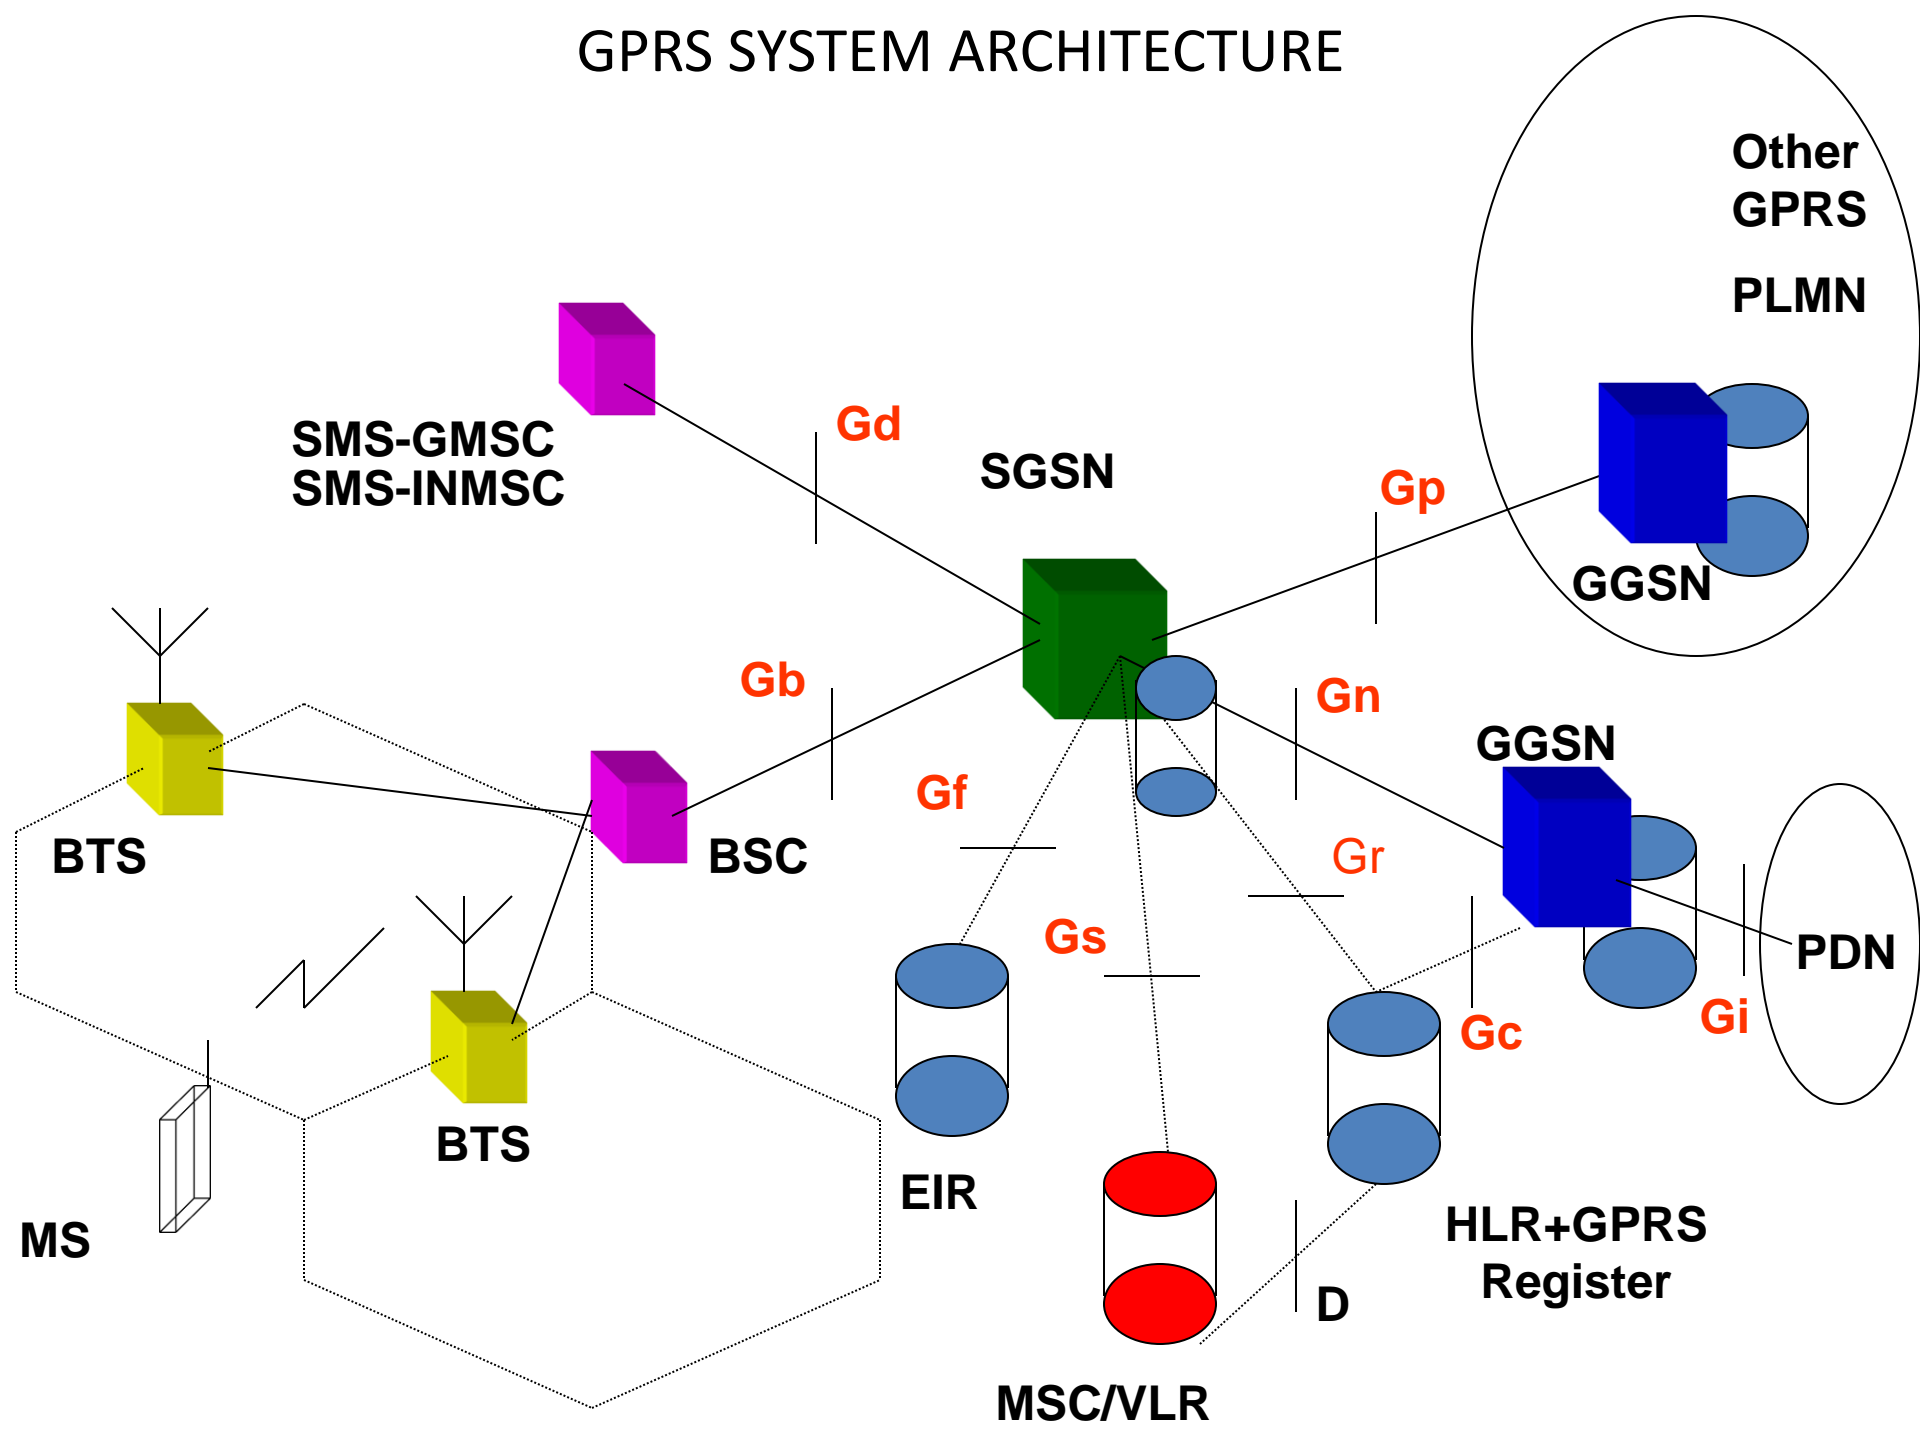 GPRS SYSTEM ARCHITECTURE
Other
GPRS
PLMN
SMS-GMSC
SMS-INMSC
Gd
SGSN
Gp
GGSN
Gb
Gn
GGSN
Gf
BTS
BSC
Gr
Gs
PDN
Gi
Gc
BTS
EIR
MS
HLR+GPRS
Register
D
MSC/VLR